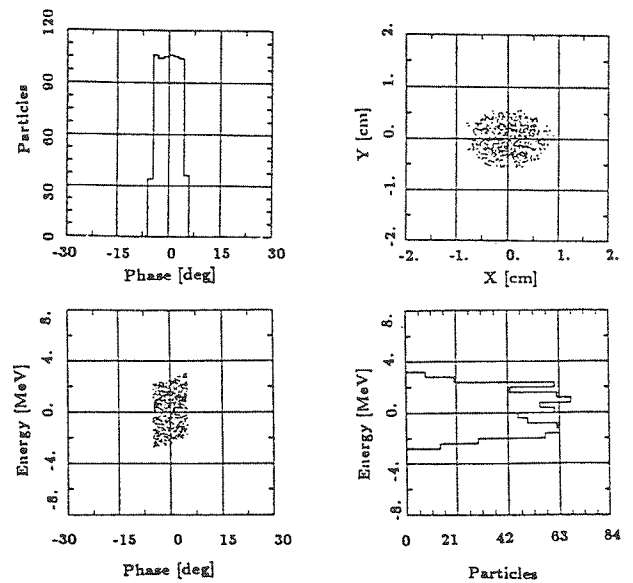 120
90
60
30
0
Particles
-30 -15 0 15 30
Phase [deg]
2.
1.
0.
-1.
-2.
Y [cm]
-2. -1. 0. 1. 2.
X [cm]
8.
4.
0.
-4.
-8.
Energy [MeV]
-30 -15 0 15 30
Phase [deg]
8.
4.
0.
-4.
-8.
Energy [MeV]
0 21 42 63 84
Particles